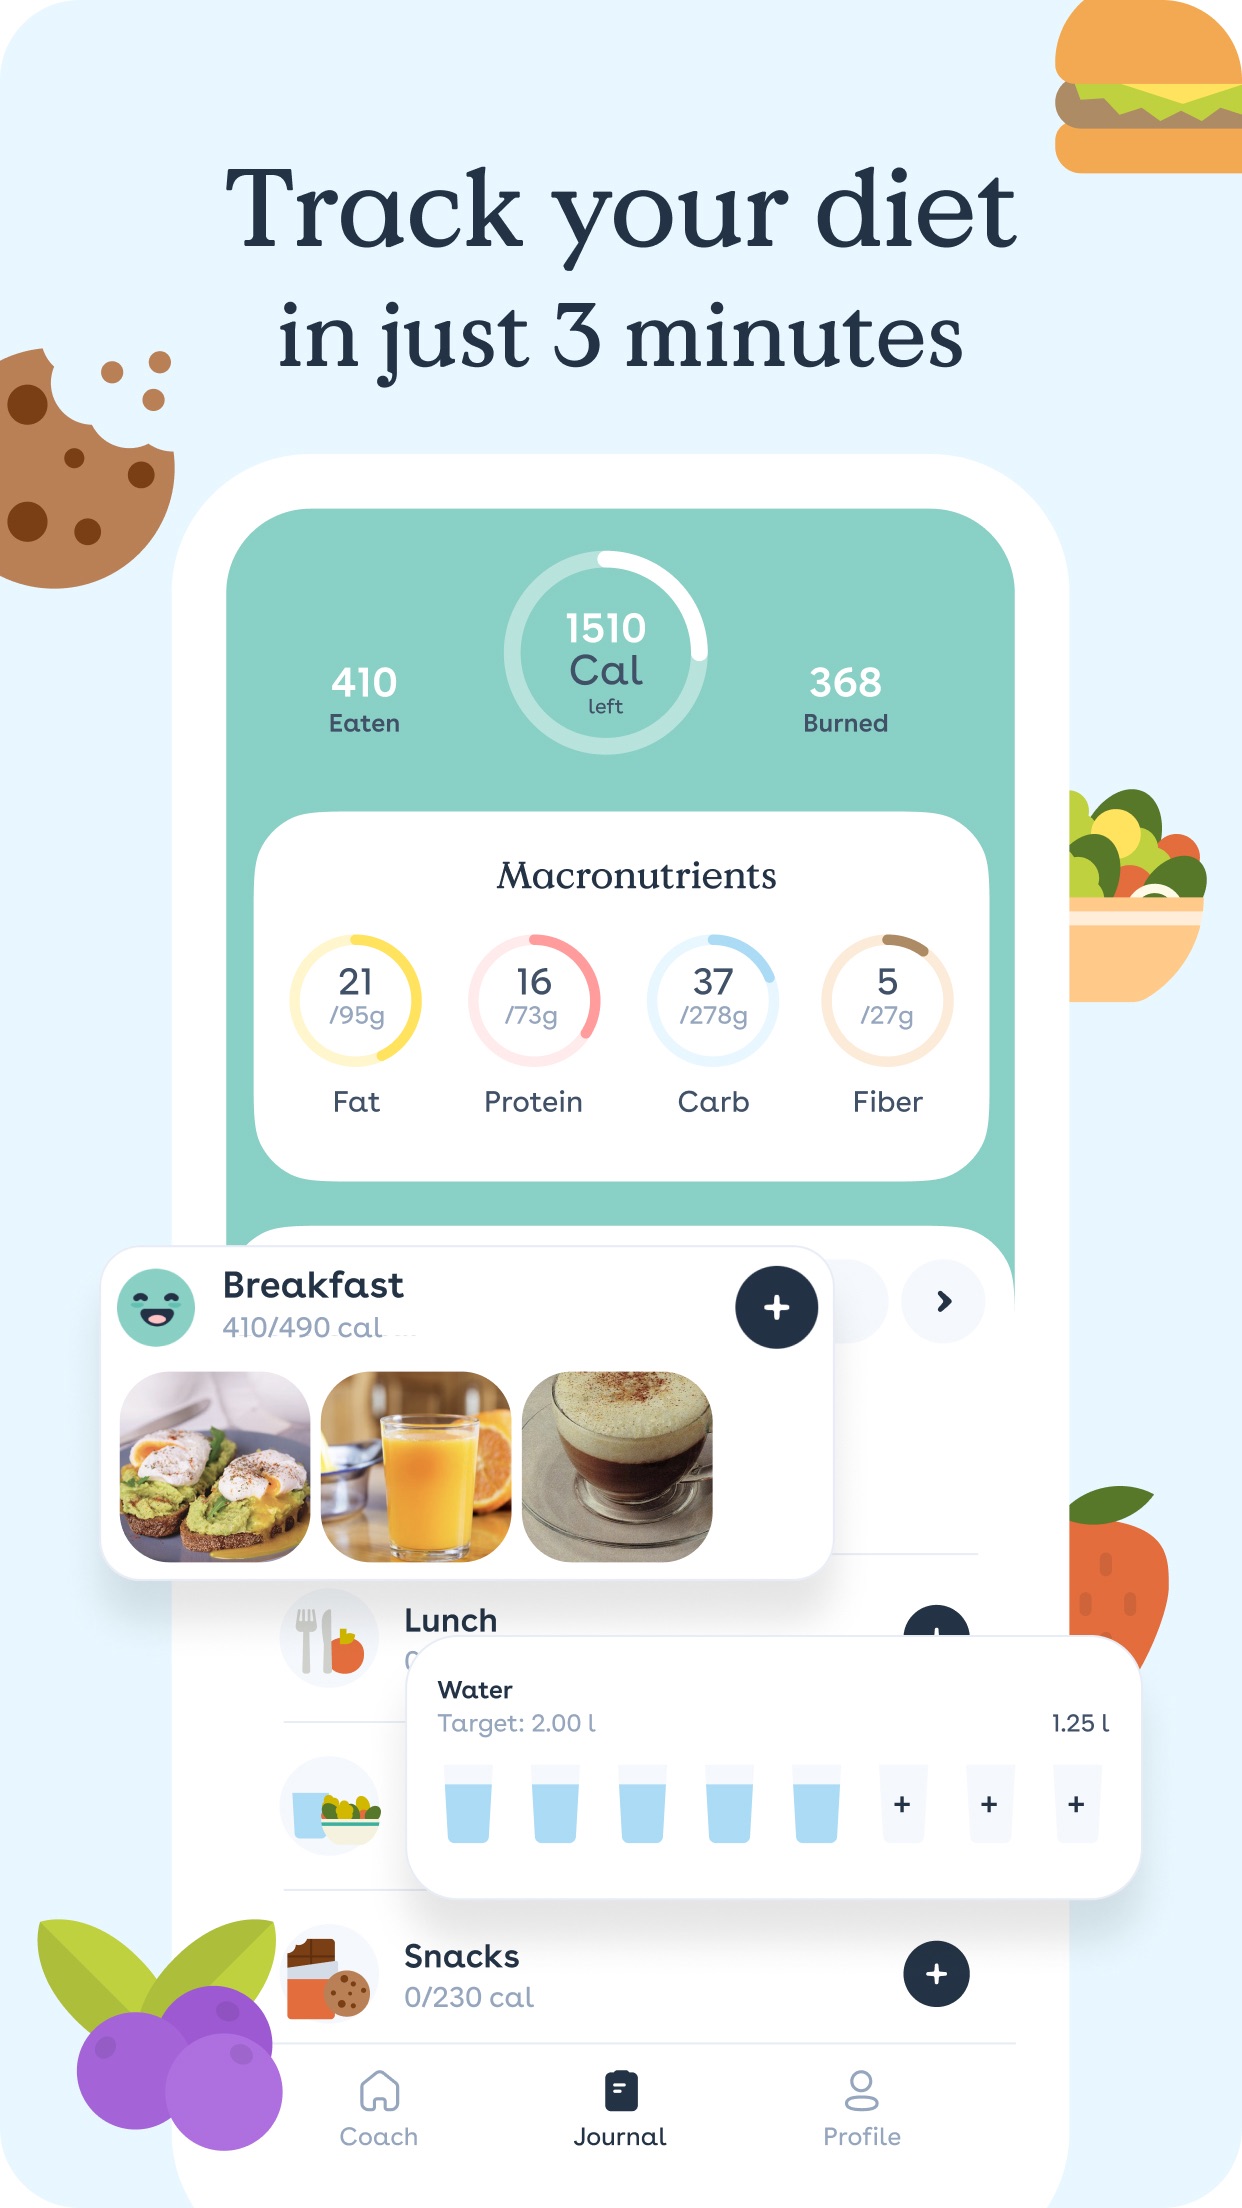 Track your diet
in just 3 minutes
1510
Cal
left
410
Eaten
368
Burned
Macronutrients
21
/95g
Fat
16
/73g
Protein
37
/278g
Carb
5
/27g
Fiber
Breakfast
410/490 cal
Lunch
Water
Target: 2.00 l
1.25 l
+ + +
Snacks
0/230 cal
Coach
Journal
Profile